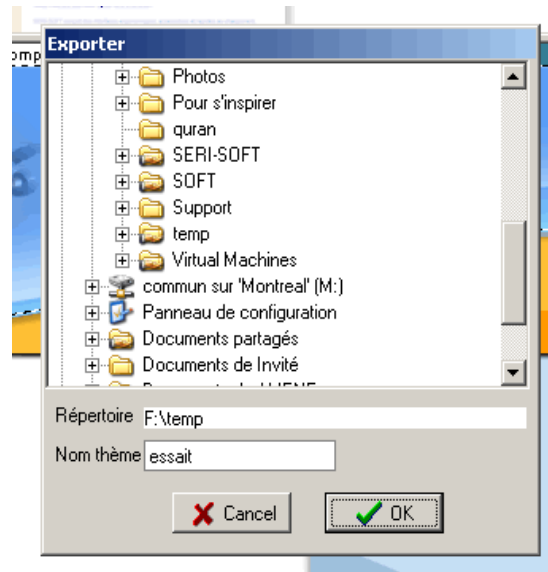 Exporter
Photos
Pour s'inspirer
quran
SERI-SOFT
SOFT
Support
temp
Virtual Machines
commun sur 'Montreal' (M:)
Panneau de configuration
Documents partagés
Documents de Invité
Répertoire F:\temp
Nom thème essait
Cancel OK